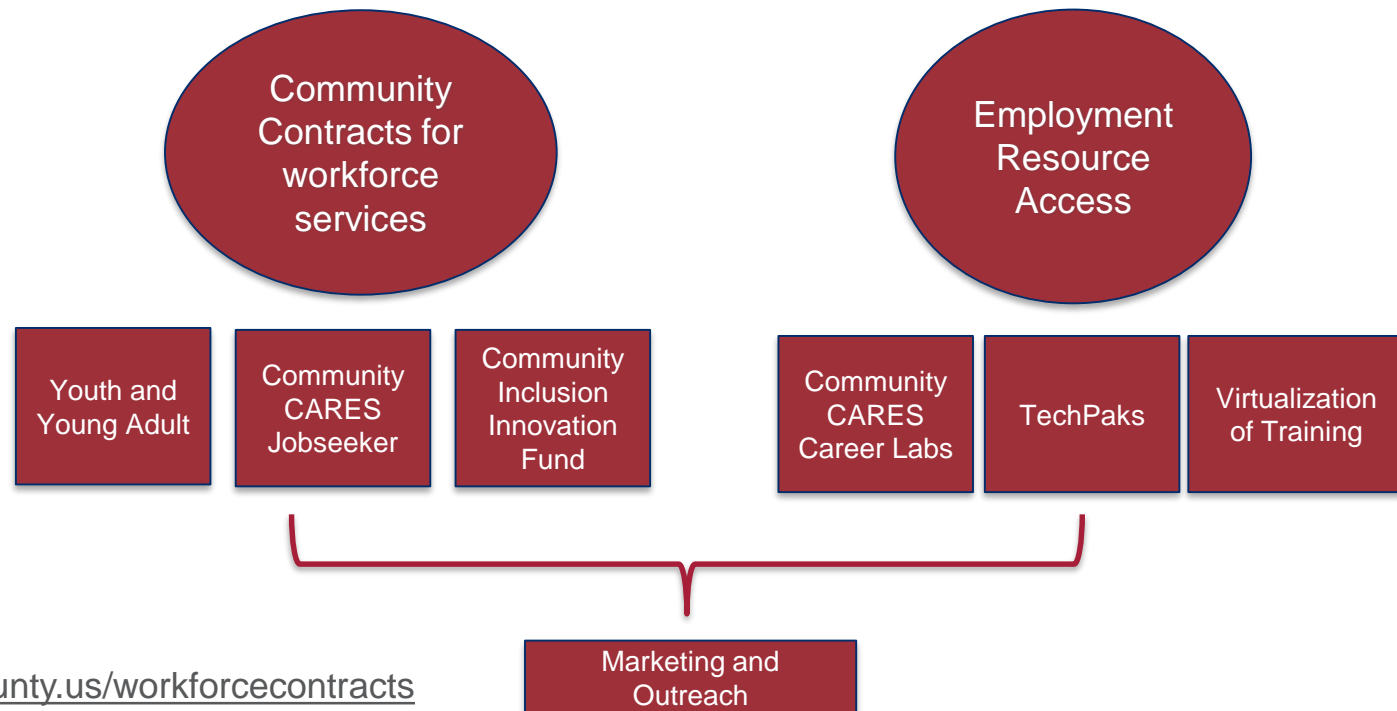 Community
Contracts for
workforce
services
Employment
Resource
Access
Youth and
Young Adult
Community
CARES
Jobseeker
Community
Inclusion
Innovation
Fund
Community
CARES
Career Labs
TechPaks
Virtualization
of Training
Marketing and
Outreach
unty.us/workforcecontracts